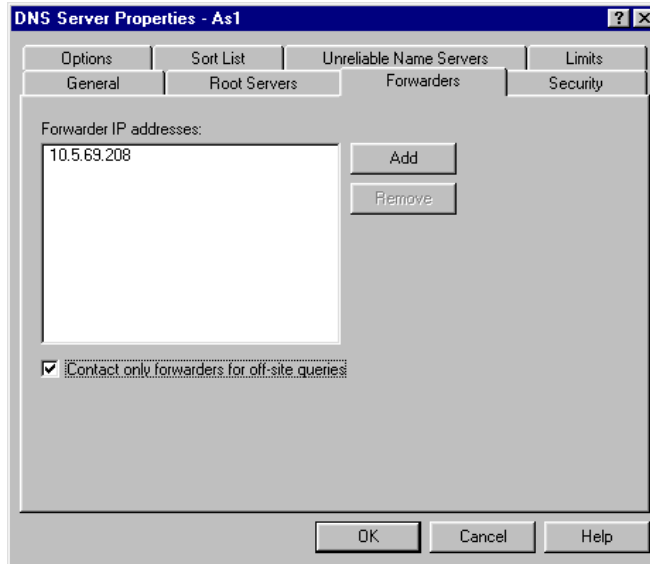 DNS Server Properties - As1
Options Sort List Unreliable Name Servers Limits
General Root Servers Forwarders Security
Forwarder IP addresses:
10.5.69.208
Add
Remove
Contact only forwarders for off-site queries
OK Cancel Help